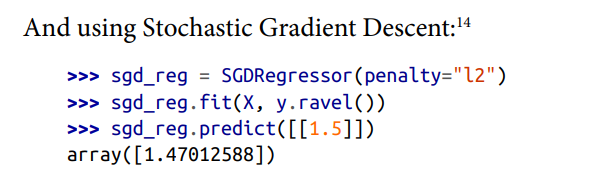 And using Stochastic Gradient Descent:14
>>> sgd_reg = SGDRegressor(penalty="l2")
>>> sgd_reg.fit(X, y.ravel())
>>> sgd_reg.predict([[1.5]])
array([1.47012588])